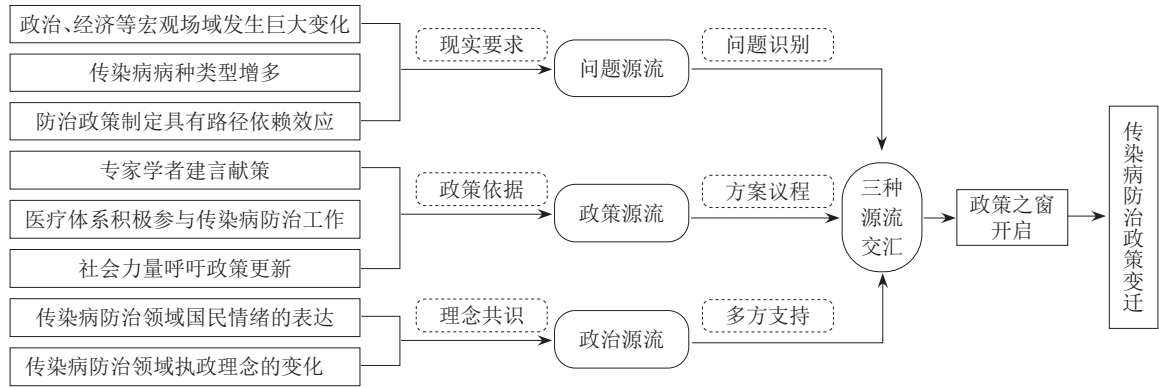 政治、经济等宏观场域发生巨大变化
传染病病种类型增多
防治政策制定具有路径依赖效应
现实要求
问题源流
问题识别
专家学者建言献策
医疗体系积极参与传染病防治工作
社会力量呼吁政策更新
政策依据
政策源流
方案议程
传染病防治领域国民情绪的表达
传染病防治领域执政理念的变化
理念共识
政治源流
多方支持
三种
源流
交汇
政策之窗
开启
传染病防治政策变迁